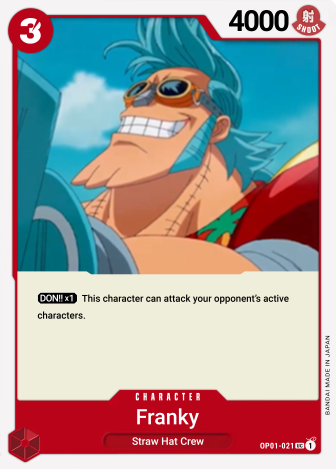 3
4000
射
SHOOT
DON!!x1 This character can attack your opponent's active
characters.
BANDAI MADE IN JAPAN
CHARACTER
Franky
Straw Hat Crew
OP01-021 UC 1